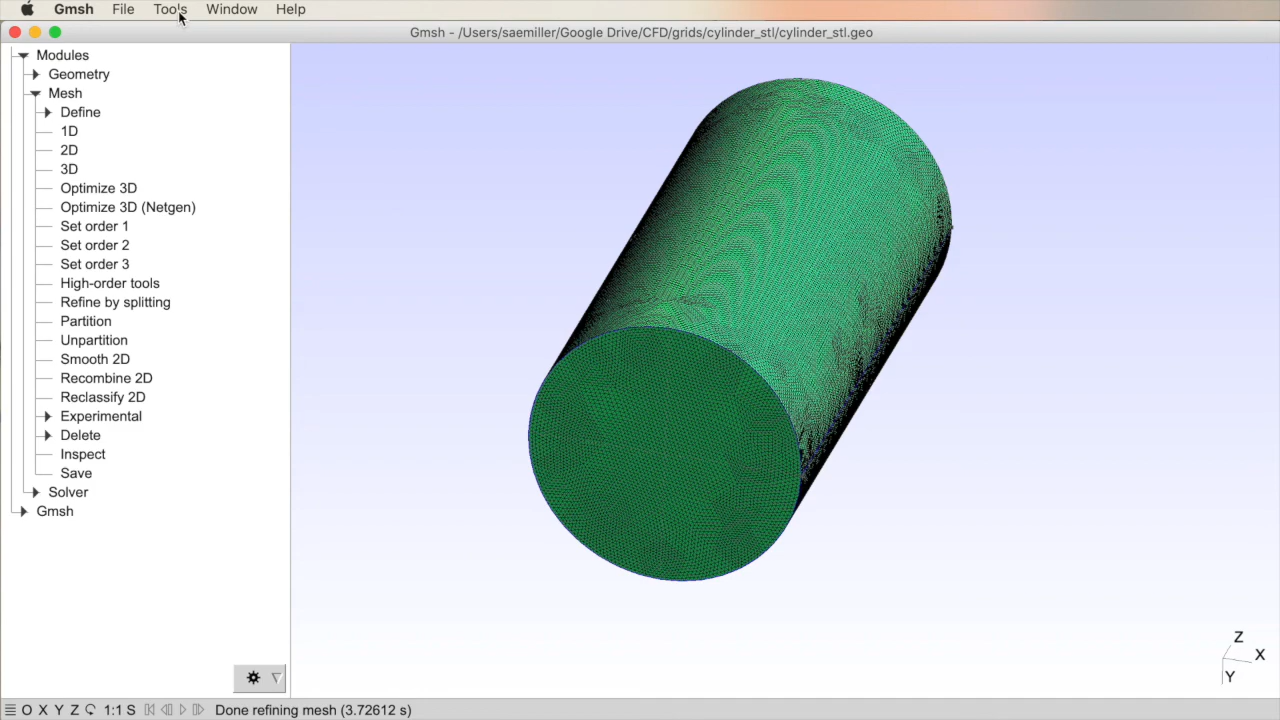 Gmsh File Tools Window Help
Gmsh - /Users/saemiller/Google Drive/CFD/grids/cylinder_stl/cylinder_stl.geo
Modules
Geometry
Mesh
Define
1D
2D
3D
Optimize 3D
Optimize 3D (Netgen)
Set order 1
Set order 2
Set order 3
High-order tools
Refine by splitting
Partition
Unpartition
Smooth 2D
Recombine 2D
Reclassify 2D
Experimental
Delete
Inspect
Save
Solver
Gmsh
Z
X
Y
O X Y Z 1:1 S Done refining mesh (3.72612 s)